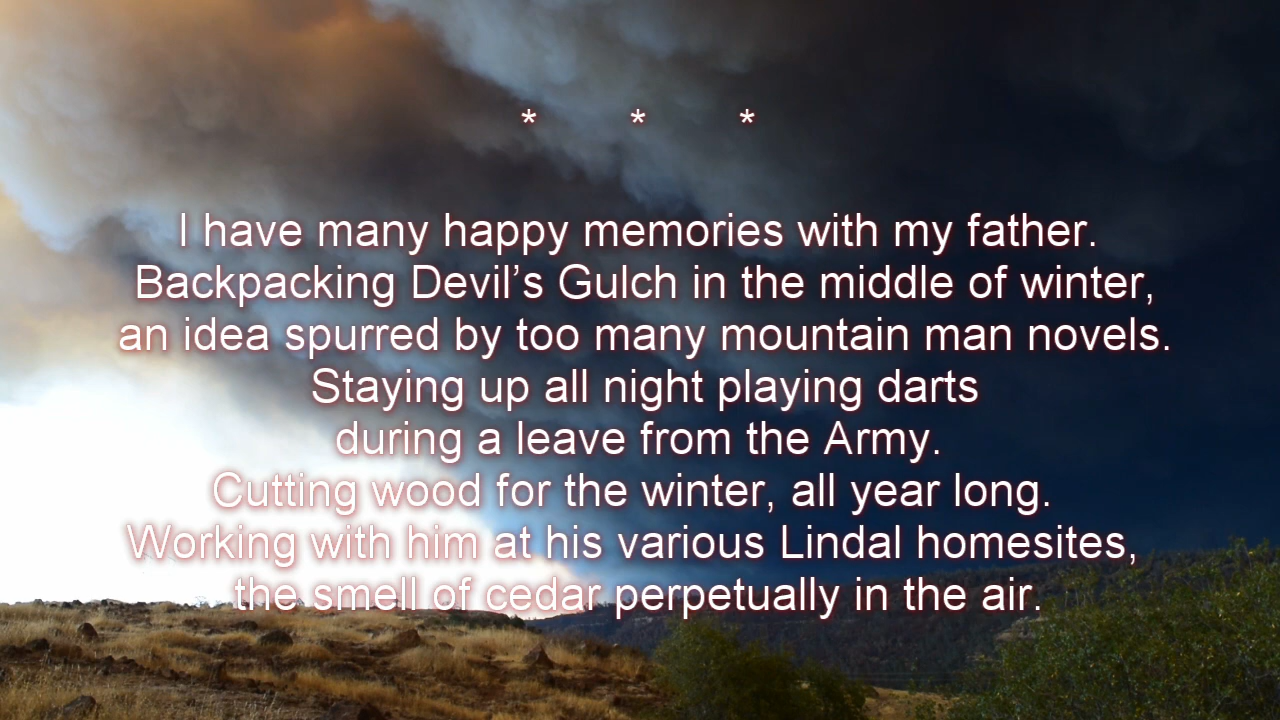 * * *
I have many happy memories with my father.
Backpacking Devil’s Gulch in the middle of winter,
an idea spurred by too many mountain man novels.
Staying up all night playing darts
during a leave from the Army.
Cutting wood for the winter, all year long.
Working with him at his various Lindal homesites,
the smell of cedar perpetually in the air.